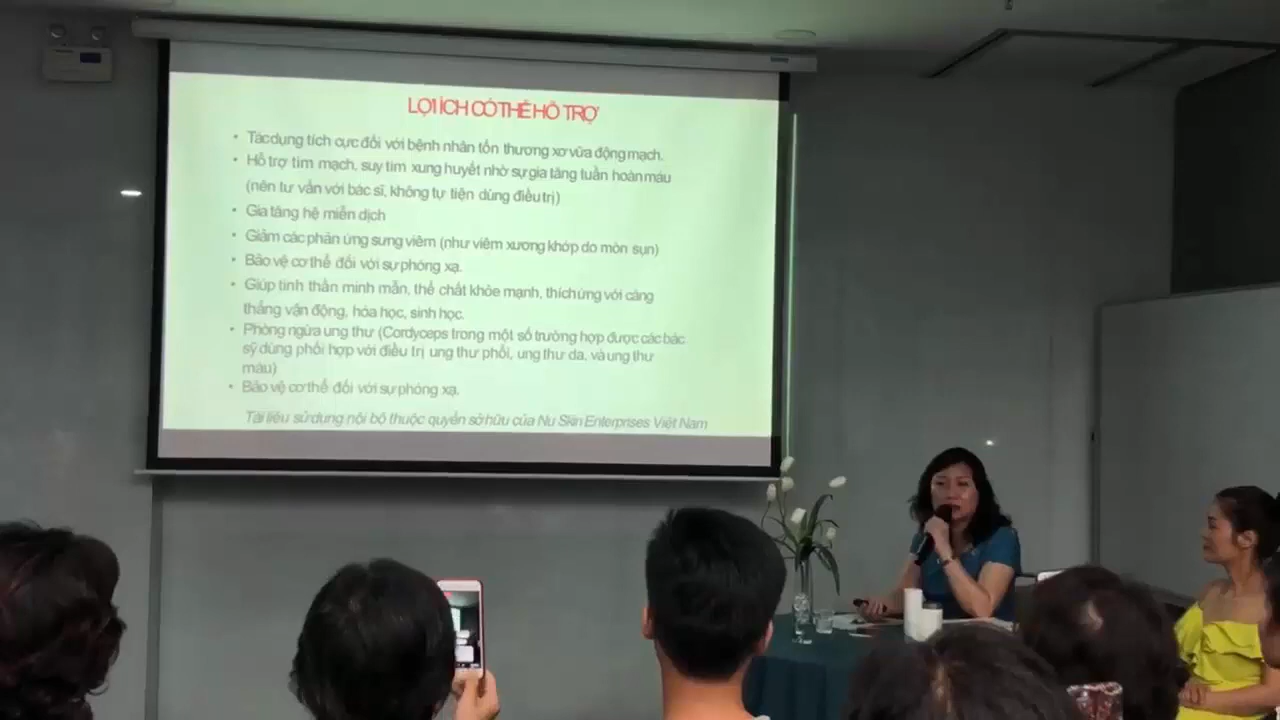 LỢI ÍCH CÓ THỂ HỖ TRỢ
• Tác dụng tích cực đối với bệnh nhân tổn thương xơ vữa động mạch.
• Hỗ trợ tim mạch, suy tim xung huyết nhờ sự gia tăng tuần hoàn máu
(nên tư vấn với bác sĩ, không tự tiện dùng điều trị)
• Gia tăng hệ miễn dịch
• Giảm các phản ứng sưng viêm (như viêm xương khớp do mòn sụn)
• Bảo vệ cơ thể đối với sự phóng xạ.
• Giúp tinh thần minh mẫn, thể chất khỏe mạnh, thích ứng với căng
thẳng vận động, hóa học, sinh học.
• Phòng ngừa ung thư (Cordyceps trong một số trường hợp được các bác
sỹ dùng phối hợp với điều trị ung thư phổi, ung thư da, và ung thư
máu)
• Bảo vệ cơ thể đối với sự phóng xạ.
Tài liệu sử dụng nội bộ thuộc quyền sở hữu của Nu Skin Enterprises Việt Nam